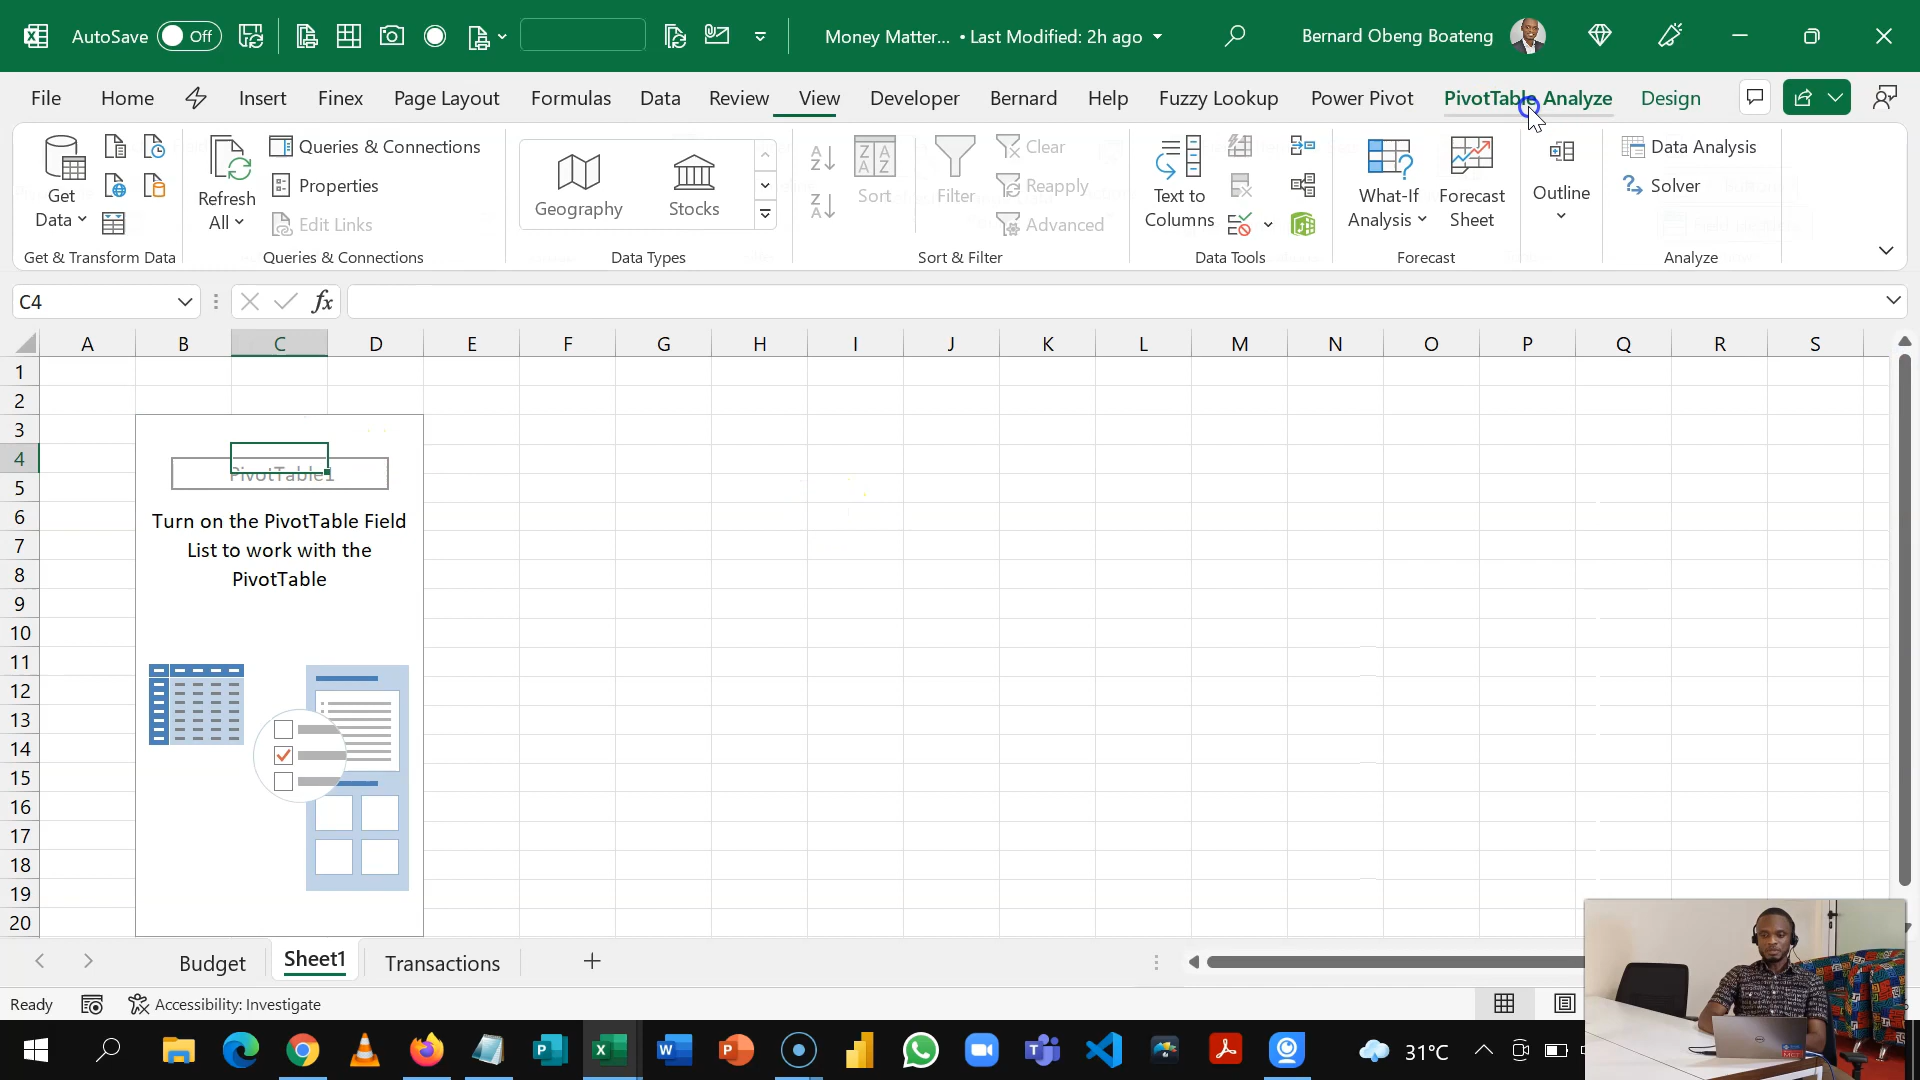 AutoSave Off Money Matter... • Last Modified: 2h ago Bernard Obeng Boateng
File Home Insert Finex Page Layout Formulas Data Review View Developer Bernard Help Fuzzy Lookup Power Pivot PivotTable Analyze Design
Get Data
Refresh All
Queries & Connections
Properties
Edit Links
Geography
Stocks
Sort
Filter
Clear
Reapply
Advanced
Text to Columns
What-If Analysis
Forecast Sheet
Outline
Data Analysis
Solver
Get & Transform Data Queries & Connections Data Types Sort & Filter Data Tools Forecast Analyze
C4 fx
A B C D E F G H I J K L M N O P Q R S
1
2
3
4
5
6
7
8
9
10
11
12
13
14
15
16
17
18
19
20
PivotTable1
Turn on the PivotTable Field
List to work with the
PivotTable
Budget Sheet1 Transactions
Ready Accessibility: Investigate
31°C